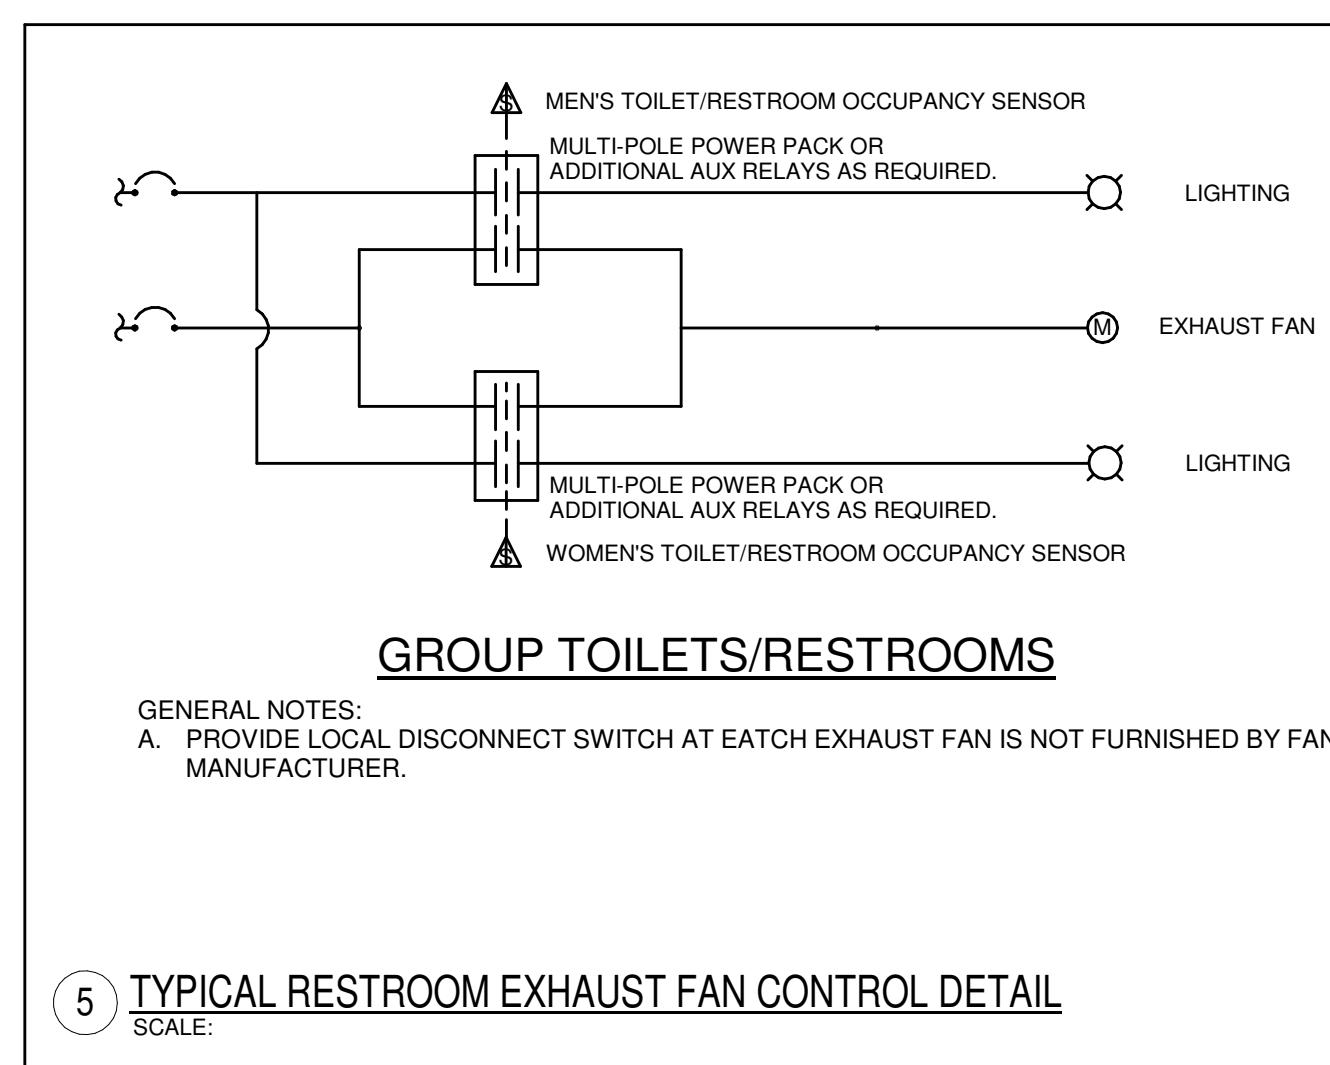 S MEN'S TOILET/RESTROOM OCCUPANCY SENSOR
MULTI-POLE POWER PACK OR
ADDITIONAL AUX RELAYS AS REQUIRED.
LIGHTING
M EXHAUST FAN
LIGHTING
MULTI-POLE POWER PACK OR
ADDITIONAL AUX RELAYS AS REQUIRED.
S WOMEN'S TOILET/RESTROOM OCCUPANCY SENSOR
GROUP TOILETS/RESTROOMS
GENERAL NOTES:
A. PROVIDE LOCAL DISCONNECT SWITCH AT EATCH EXHAUST FAN IS NOT FURNISHED BY FAN
MANUFACTURER.
5 TYPICAL RESTROOM EXHAUST FAN CONTROL DETAIL
SCALE: